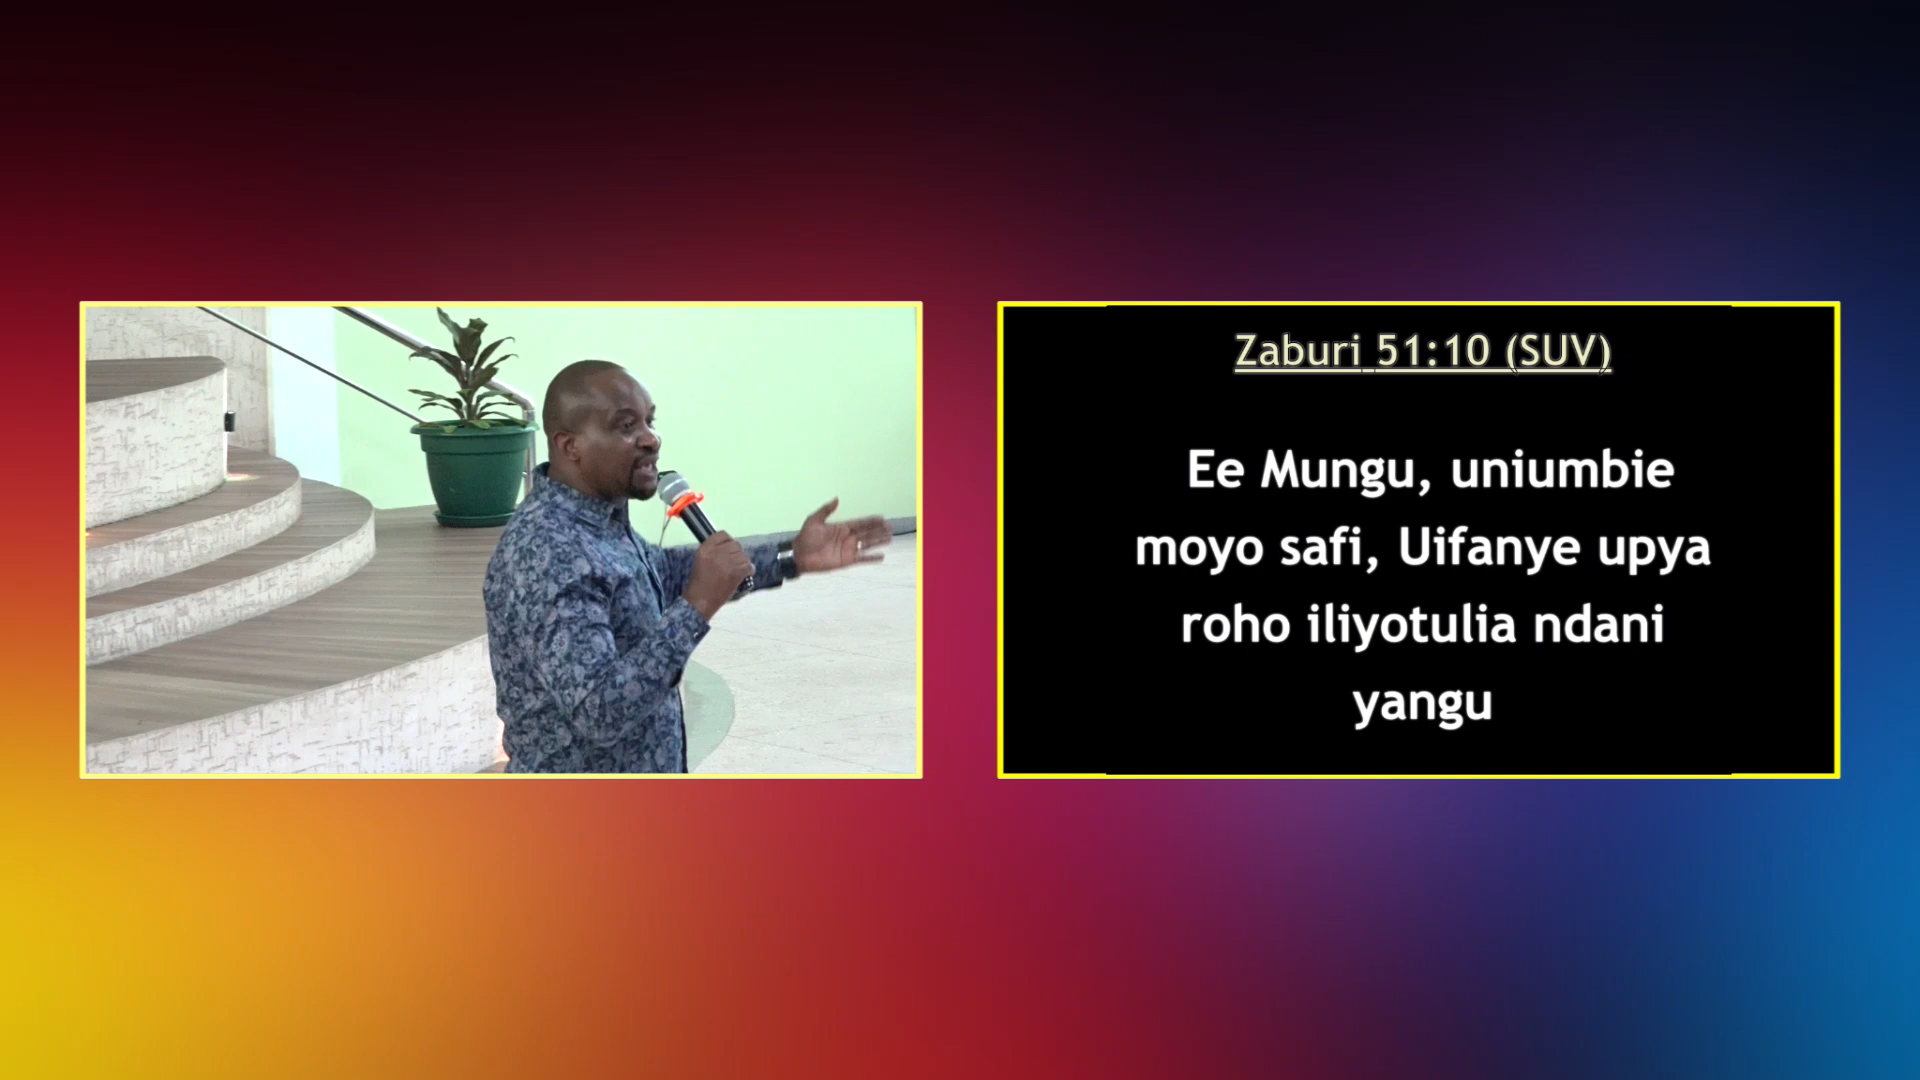 Zaburi 51:10 (SUV)
Ee Mungu, uniumbie
moyo safi, Uifanye upya
roho iliyotulia ndani
yangu